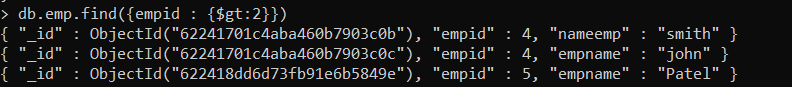 > db.emp.find({empid : {$gt:2}})
{ "_id" : ObjectId("62241701c4aba460b7903c0b"), "empid" : 4, "nameemp" : "smith" }
{ "_id" : ObjectId("62241701c4aba460b7903c0c"), "empid" : 4, "empname" : "john" }
{ "_id" : ObjectId("622418dd6d73fb91e6b5849e"), "empid" : 5, "empname" : "Patel" }